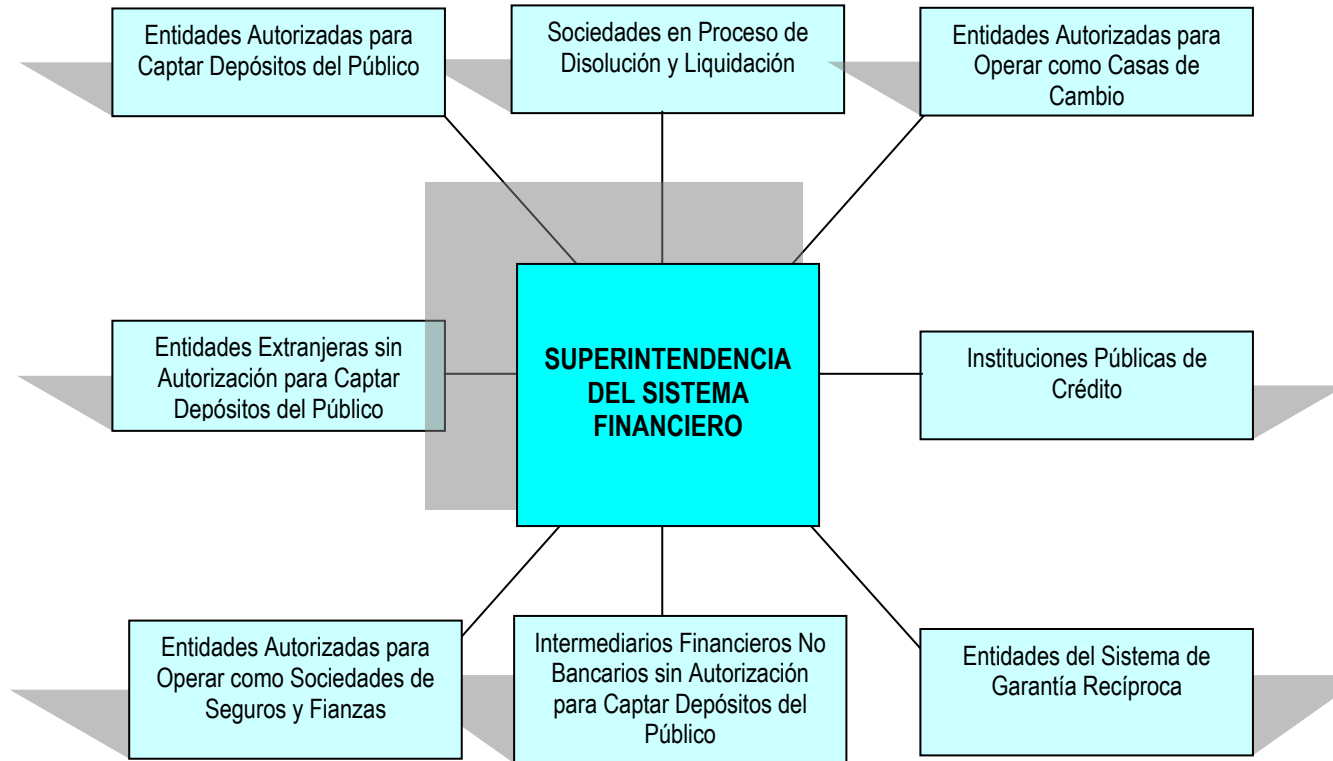 Entidades Autorizadas para
Captar Depósitos del Público
Sociedades en Proceso de
Disolución y Liquidación
Entidades Autorizadas para
Operar como Casas de
Cambio
Entidades Extranjeras sin
Autorización para Captar
Depósitos del Público
SUPERINTENDENCIA
DEL SISTEMA
FINANCIERO
Instituciones Públicas de
Crédito
Entidades Autorizadas para
Operar como Sociedades de
Seguros y Fianzas
Intermediarios Financieros No
Bancarios sin Autorización
para Captar Depósitos del
Público
Entidades del Sistema de
Garantía Recíproca